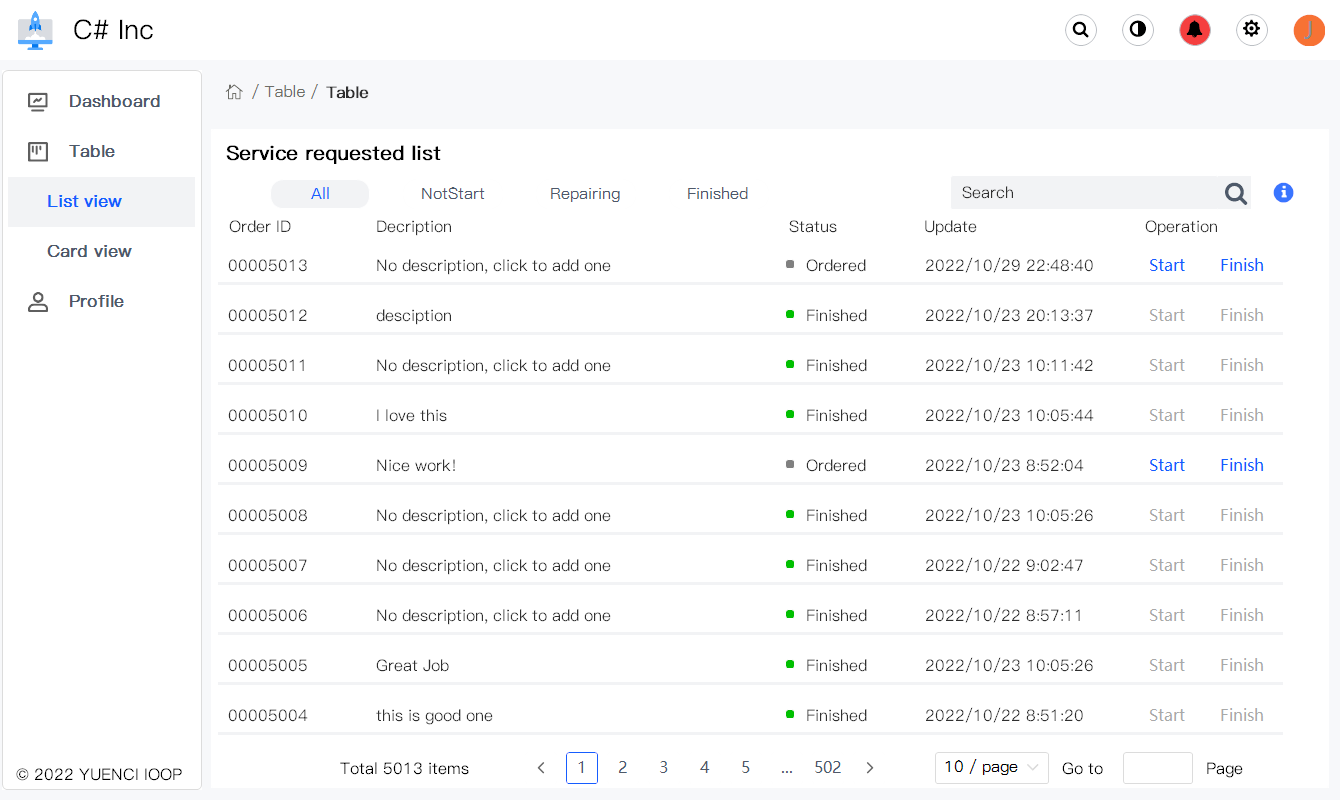 C# Inc
J
Dashboard
Table
List view
Card view
Profile
© 2022 YUENCI IOOP
/ Table / Table
Service requested list
All NotStart Repairing Finished Search
Order ID Decription Status Update Operation
00005013 No description, click to add one Ordered 2022/10/29 22:48:40 Start Finish
00005012 desciption Finished 2022/10/23 20:13:37 Start Finish
00005011 No description, click to add one Finished 2022/10/23 10:11:42 Start Finish
00005010 I love this Finished 2022/10/23 10:05:44 Start Finish
00005009 Nice work! Ordered 2022/10/23 8:52:04 Start Finish
00005008 No description, click to add one Finished 2022/10/23 10:05:26 Start Finish
00005007 No description, click to add one Finished 2022/10/22 9:02:47 Start Finish
00005006 No description, click to add one Finished 2022/10/22 8:57:11 Start Finish
00005005 Great Job Finished 2022/10/23 10:05:26 Start Finish
00005004 this is good one Finished 2022/10/22 8:51:20 Start Finish
Total 5013 items < 1 2 3 4 5 ... 502 > 10 / page Go to Page